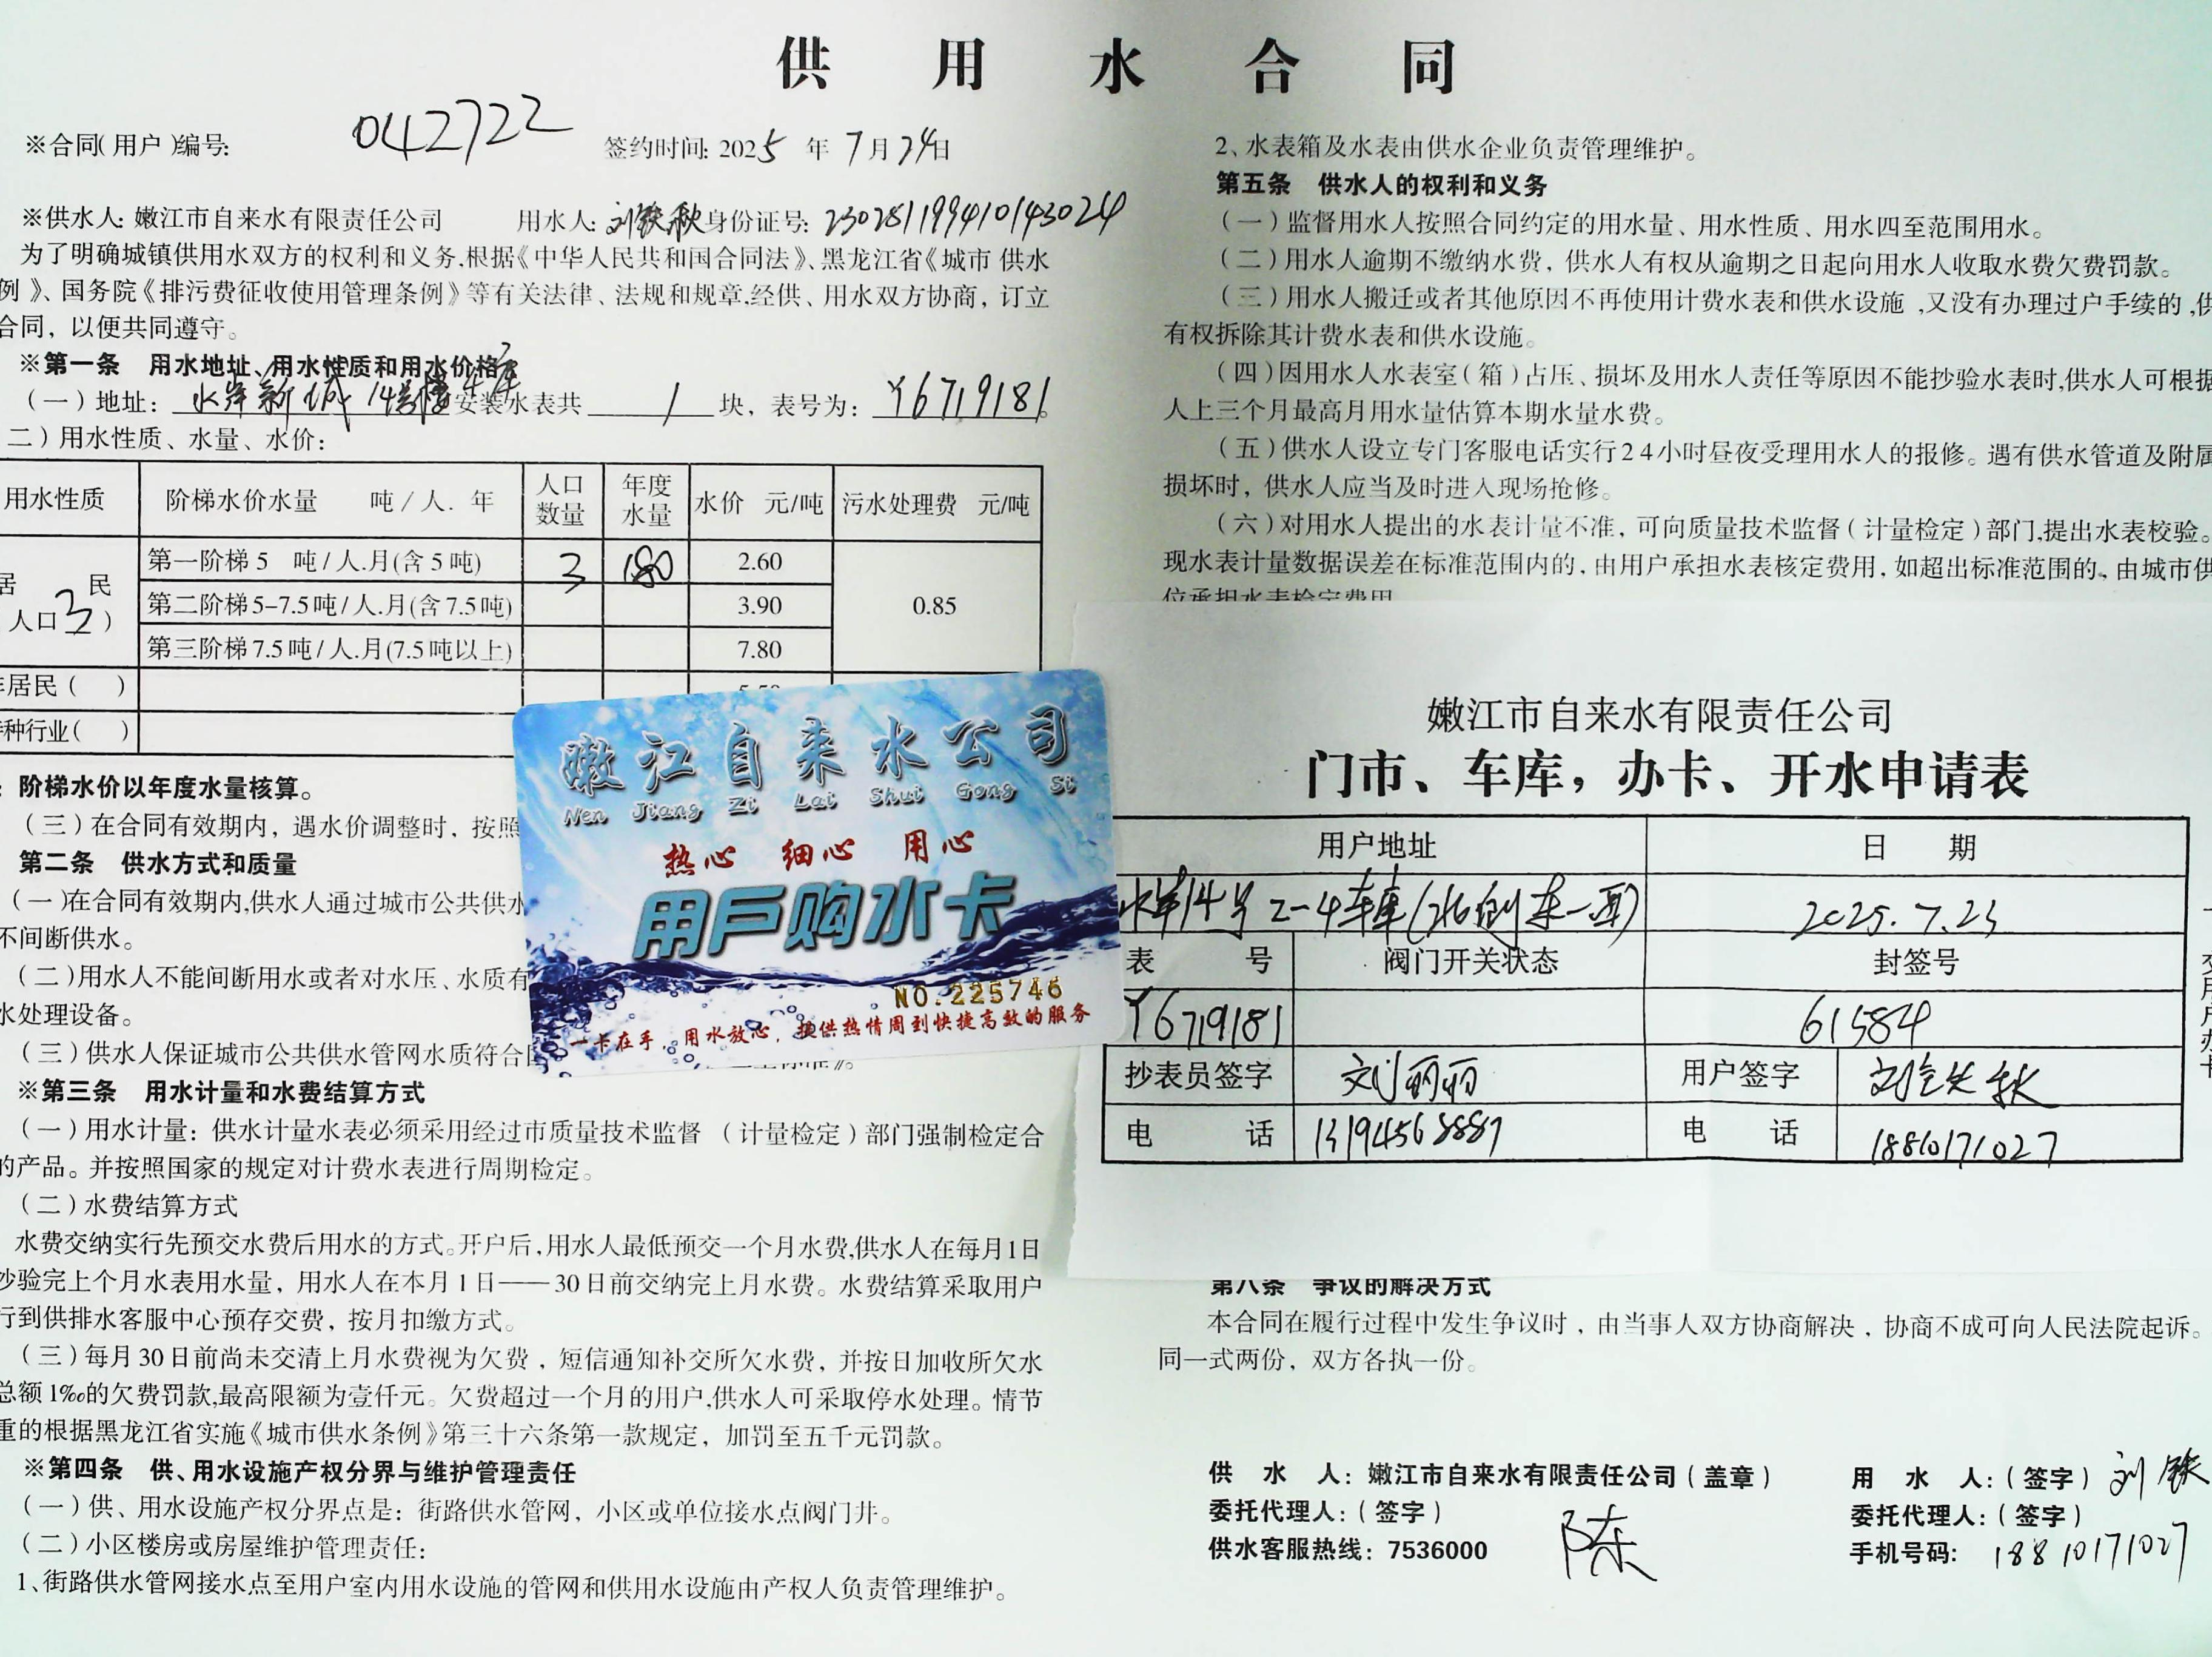 供 用 水 合 同
※合同(用户)编号: 042722 签约时间: 2025 年 7 月 24 日
※供水人: 嫩江市自来水有限责任公司 用水人: 刘铁秋 身份证号: 230281199410143024
为了明确城镇供用水双方的权利和义务,根据《中华人民共和国合同法》、黑龙江省《城市 供水
例》、国务院《排污费征收使用管理条例》等有关法律、法规和规章.经供、用水双方协商，订立
合同，以便共同遵守。
※第一条 用水地址、用水性质和用水价格
（一）地址： 水岸新城 14号楼车库 安装水表共 1 块，表号为： Y6719181。
二）用水性质、水量、水价：
用水性质 阶梯水价水量 吨/人.年 人口数量 年度水量 水价 元/吨 污水处理费 元/吨
居 民
人口3）
第一阶梯 5 吨/人.月(含5吨) 3 180 2.60
第二阶梯5-7.5吨/人.月(含7.5吨) 3.90 0.85
第三阶梯7.5吨/人.月(7.5吨以上) 7.80
居民（ ）
种行业（ ）
阶梯水价以年度水量核算。
（三）在合同有效期内，遇水价调整时，按照
第二条 供水方式和质量
（一）在合同有效期内,供水人通过城市公共供水
不间断供水。
（二）用水人不能间断用水或者对水压、水质有
水处理设备。
（三）供水人保证城市公共供水管网水质符合
※第三条 用水计量和水费结算方式
（一）用水计量：供水计量水表必须采用经过市质量技术监督 （计量检定）部门强制检定合
的产品。并按照国家的规定对计费水表进行周期检定。
（二）水费结算方式
水费交纳实行先预交水费后用水的方式。开户后,用水人最低预交一个月水费,供水人在每月1日
抄验完上个月水表用水量，用水人在本月1日——30日前交纳完上月水费。水费结算采取用户
行到供排水客服中心预存交费，按月扣缴方式。
（三）每月30日前尚未交清上月水费视为欠费，短信通知补交所欠水费，并按日加收所欠水
总额1‰的欠费罚款,最高限额为壹仟元。欠费超过一个月的用户,供水人可采取停水处理。情节
重的根据黑龙江省实施《城市供水条例》第三十六条第一款规定，加罚至五千元罚款。
※第四条 供、用水设施产权分界与维护管理责任
（一）供、用水设施产权分界点是：街路供水管网，小区或单位接水点阀门井。
（二）小区楼房或房屋维护管理责任：
1、街路供水管网接水点至用户室内用水设施的管网和供用水设施由产权人负责管理维护。
2、水表箱及水表由供水企业负责管理维护。
第五条 供水人的权利和义务
（一）监督用水人按照合同约定的用水量、用水性质、用水四至范围用水。
（二）用水人逾期不缴纳水费，供水人有权从逾期之日起向用水人收取水费欠费罚款。
（三）用水人搬迁或者其他原因不再使用计费水表和供水设施 ,又没有办理过户手续的,供
有权拆除其计费水表和供水设施。
（四）因用水人水表室（箱）占压、损坏及用水人责任等原因不能抄验水表时,供水人可根据
人上三个月最高月用水量估算本期水量水费。
（五）供水人设立专门客服电话实行24小时昼夜受理用水人的报修。遇有供水管道及附属
损坏时，供水人应当及时进入现场抢修。
（六）对用水人提出的水表计量不准，可向质量技术监督（计量检定）部门,提出水表校验。
现水表计量数据误差在标准范围内的，由用户承担水表核定费用，如超出标准范围的，由城市供
位承担水表检定费用
嫩江自来水公司
Nen Jiang Zi Lai Shui Gong Si
热心 细心 用心
用户购水卡
NO.225746
一卡在手，用水放心，提供热情周到快捷高效的服务
嫩江市自来水有限责任公司
门市、车库，办卡、开水申请表
用户地址 日 期
水岸14号 2-4车库(北侧东一西) 2025.7.23
表 号 阀门开关状态 封签号
Y6719181 61584
抄表员签字 刘丽丽 用户签字 刘铁秋
电 话 13194568887 电 话 18810171027
交用户办卡
第八条 争议的解决方式
本合同在履行过程中发生争议时，由当事人双方协商解决，协商不成可向人民法院起诉。
同一式两份，双方各执一份。
供 水 人：嫩江市自来水有限责任公司（盖章） 用 水 人：（签字） 刘铁
委托代理人：（签字） 陈 委托代理人：（签字）
供水客服热线：7536000 手机号码： 18810171027